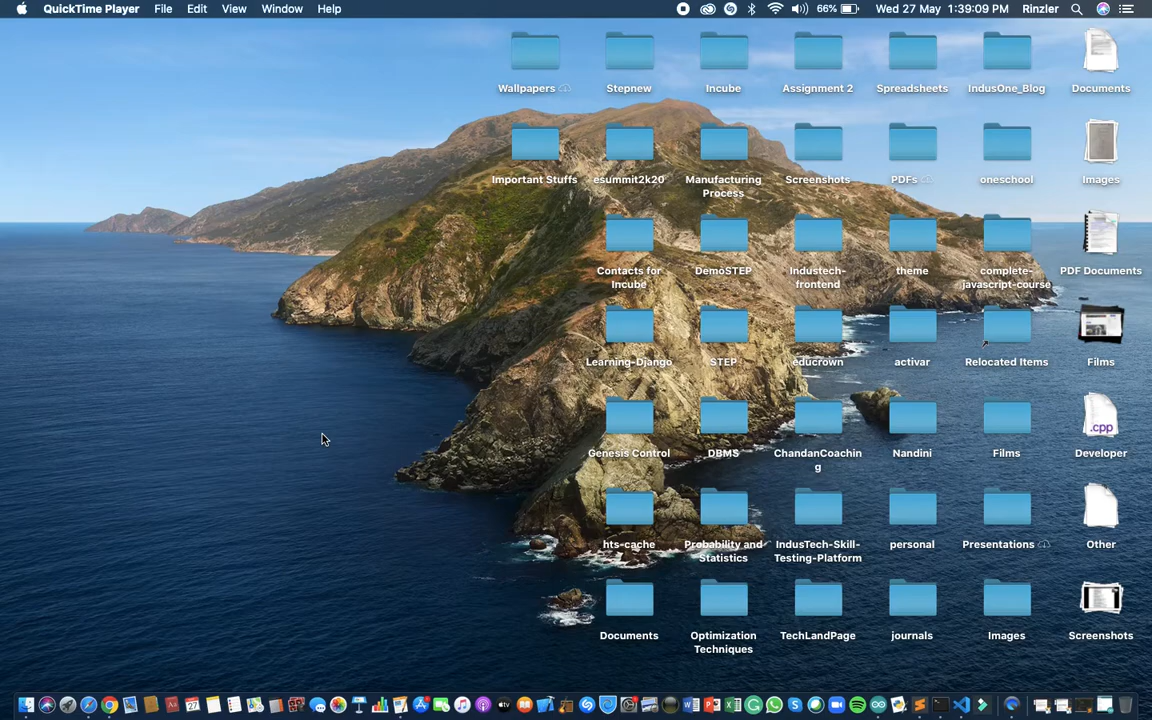 QuickTime Player File Edit View Window Help 66% Wed 27 May 1:39:09 PM Rinzler
Wallpapers Stepnew Incube Assignment 2 Spreadsheets IndusOne_Blog Documents
Important Stuffs esummit2k20 Manufacturing Screenshots PDFs oneschool Images
Process
Contacts for DemoSTEP Industech- theme complete- PDF Documents
Incube frontend javascript-course
Learning-Django STEP educrown activar Relocated Items Films
Genesis Control DBMS ChandanCoachin Nandini Films Developer
g
.cpp
hts-cache Probability and IndusTech-Skill- personal Presentations Other
Statistics Testing-Platform
Documents Optimization TechLandPage journals Images Screenshots
Techniques